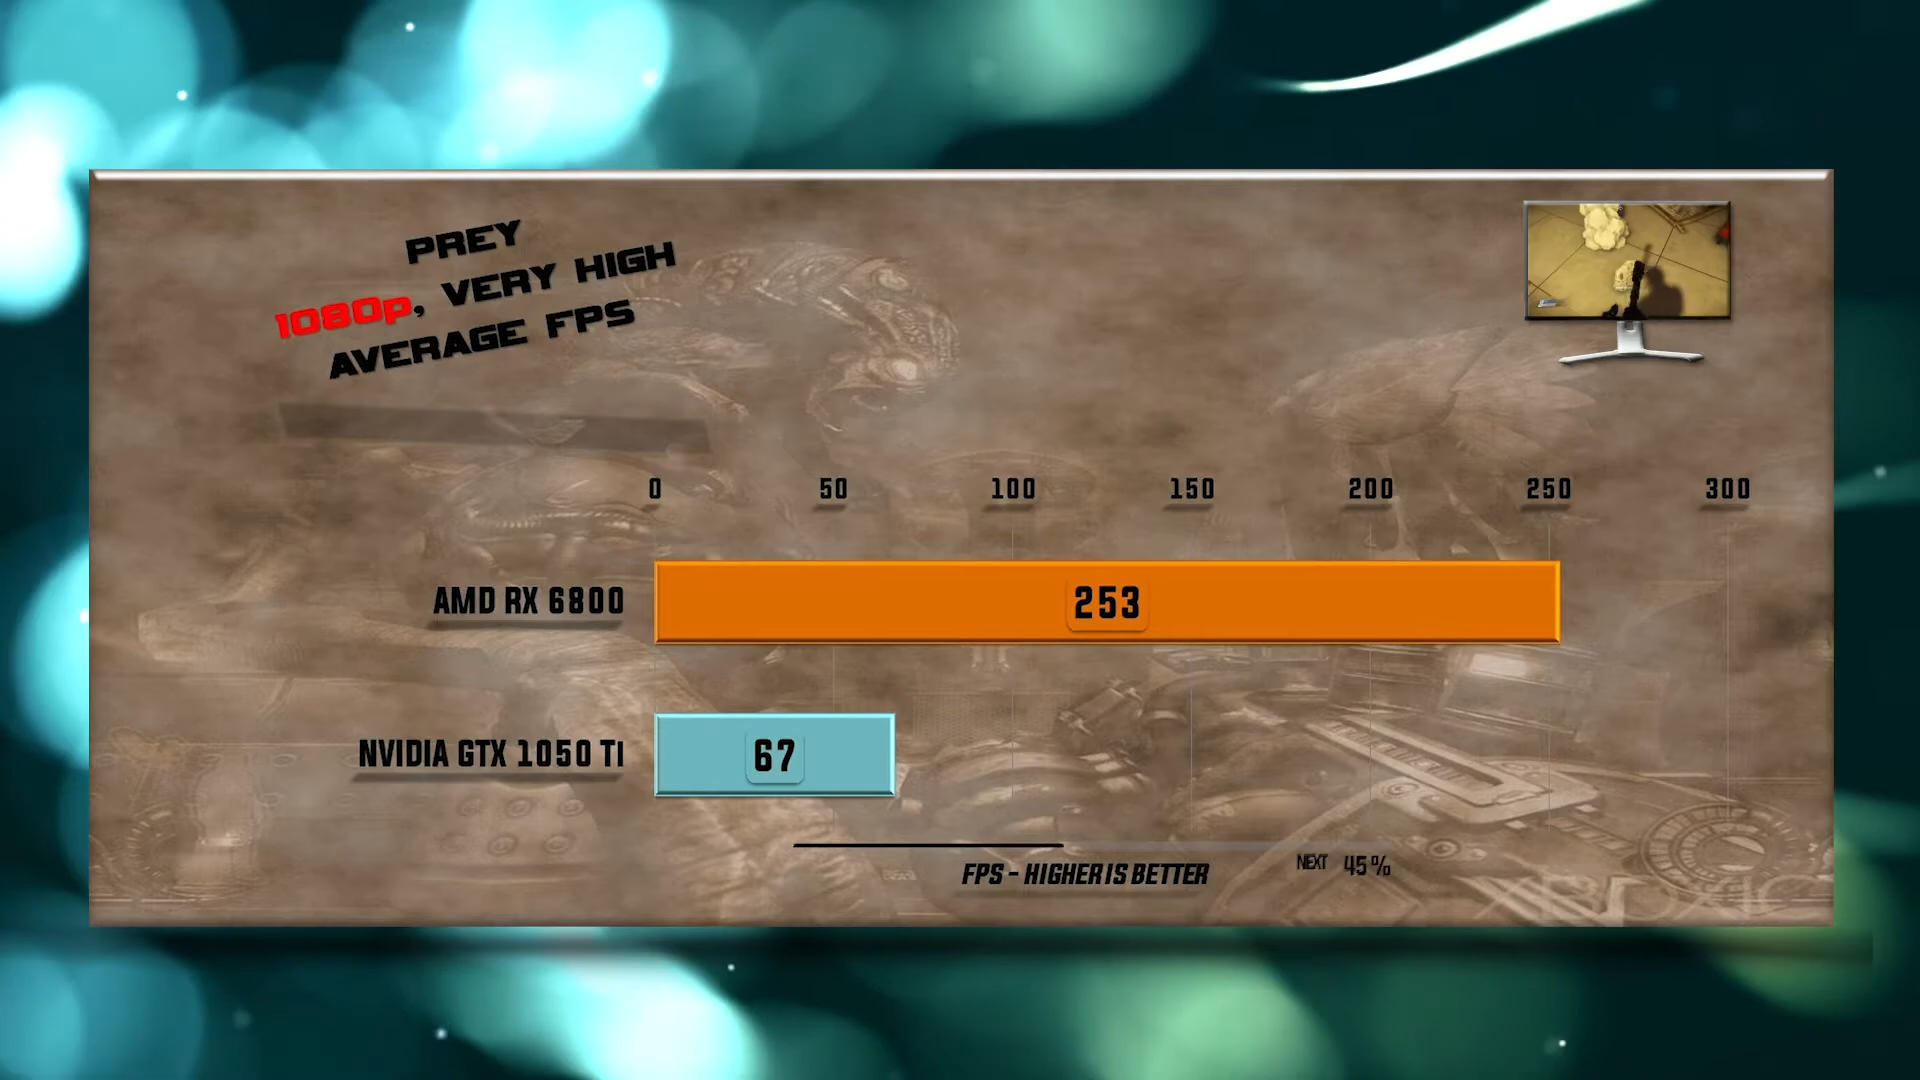 PREY
1080p, VERY HIGH
AVERAGE FPS
0 50 100 150 200 250 300
AMD RX 6800 253
NVIDIA GTX 1050 TI 67
FPS - HIGHER IS BETTER
NEXT 45%